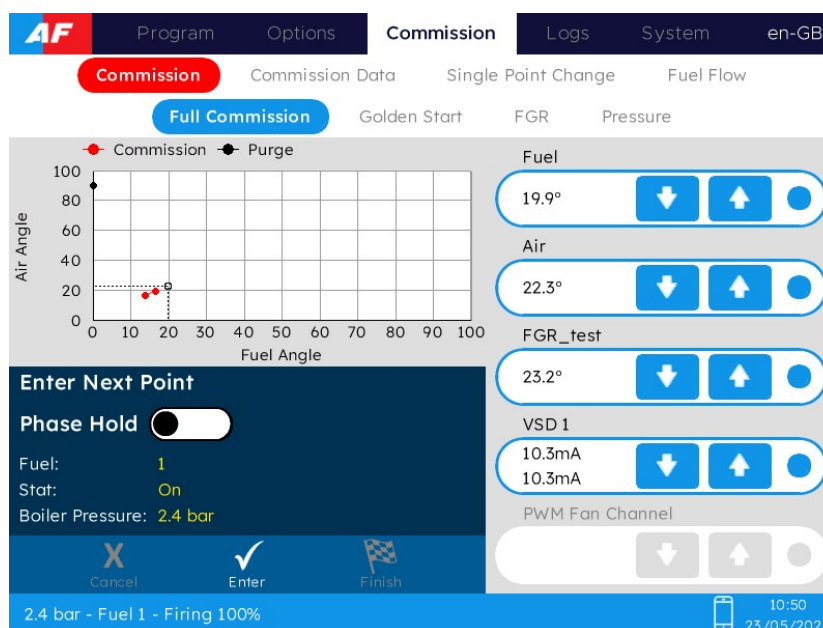 AF Program Options Commission Logs System en-GB
Commission Commission Data Single Point Change Fuel Flow
Full Commission Golden Start FGR Pressure
Commission Purge
100
80
60
40
20
0
Air Angle
0 10 20 30 40 50 60 70 80 90 100
Fuel Angle
Enter Next Point
Phase Hold
Fuel: 1
Stat: On
Boiler Pressure: 2.4 bar
Cancel Enter Finish
Fuel
19.9°
Air
22.3°
FGR_test
23.2°
VSD 1
10.3mA
10.3mA
PWM Fan Channel
2.4 bar - Fuel 1 - Firing 100%
10:50
23/05/202